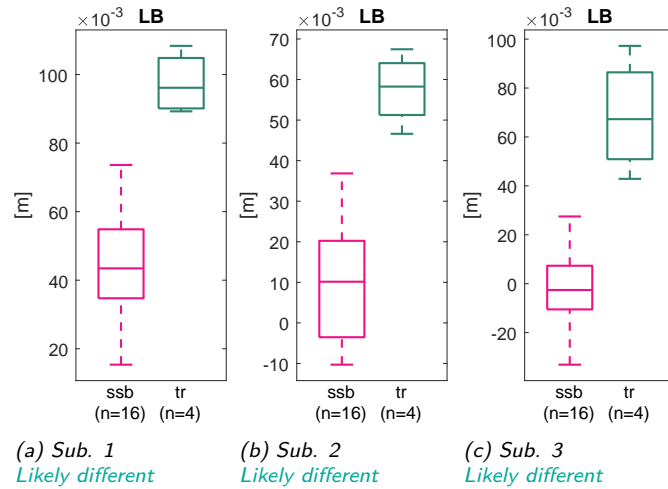 ×10⁻³ LB
100
80
60
40
20
[m]
ssb tr
(n=16) (n=4)
(a) Sub. 1
Likely different
×10⁻³ LB
70
60
50
40
30
20
10
0
-10
[m]
ssb tr
(n=16) (n=4)
(b) Sub. 2
Likely different
×10⁻³ LB
100
80
60
40
20
0
-20
[m]
ssb tr
(n=16) (n=4)
(c) Sub. 3
Likely different